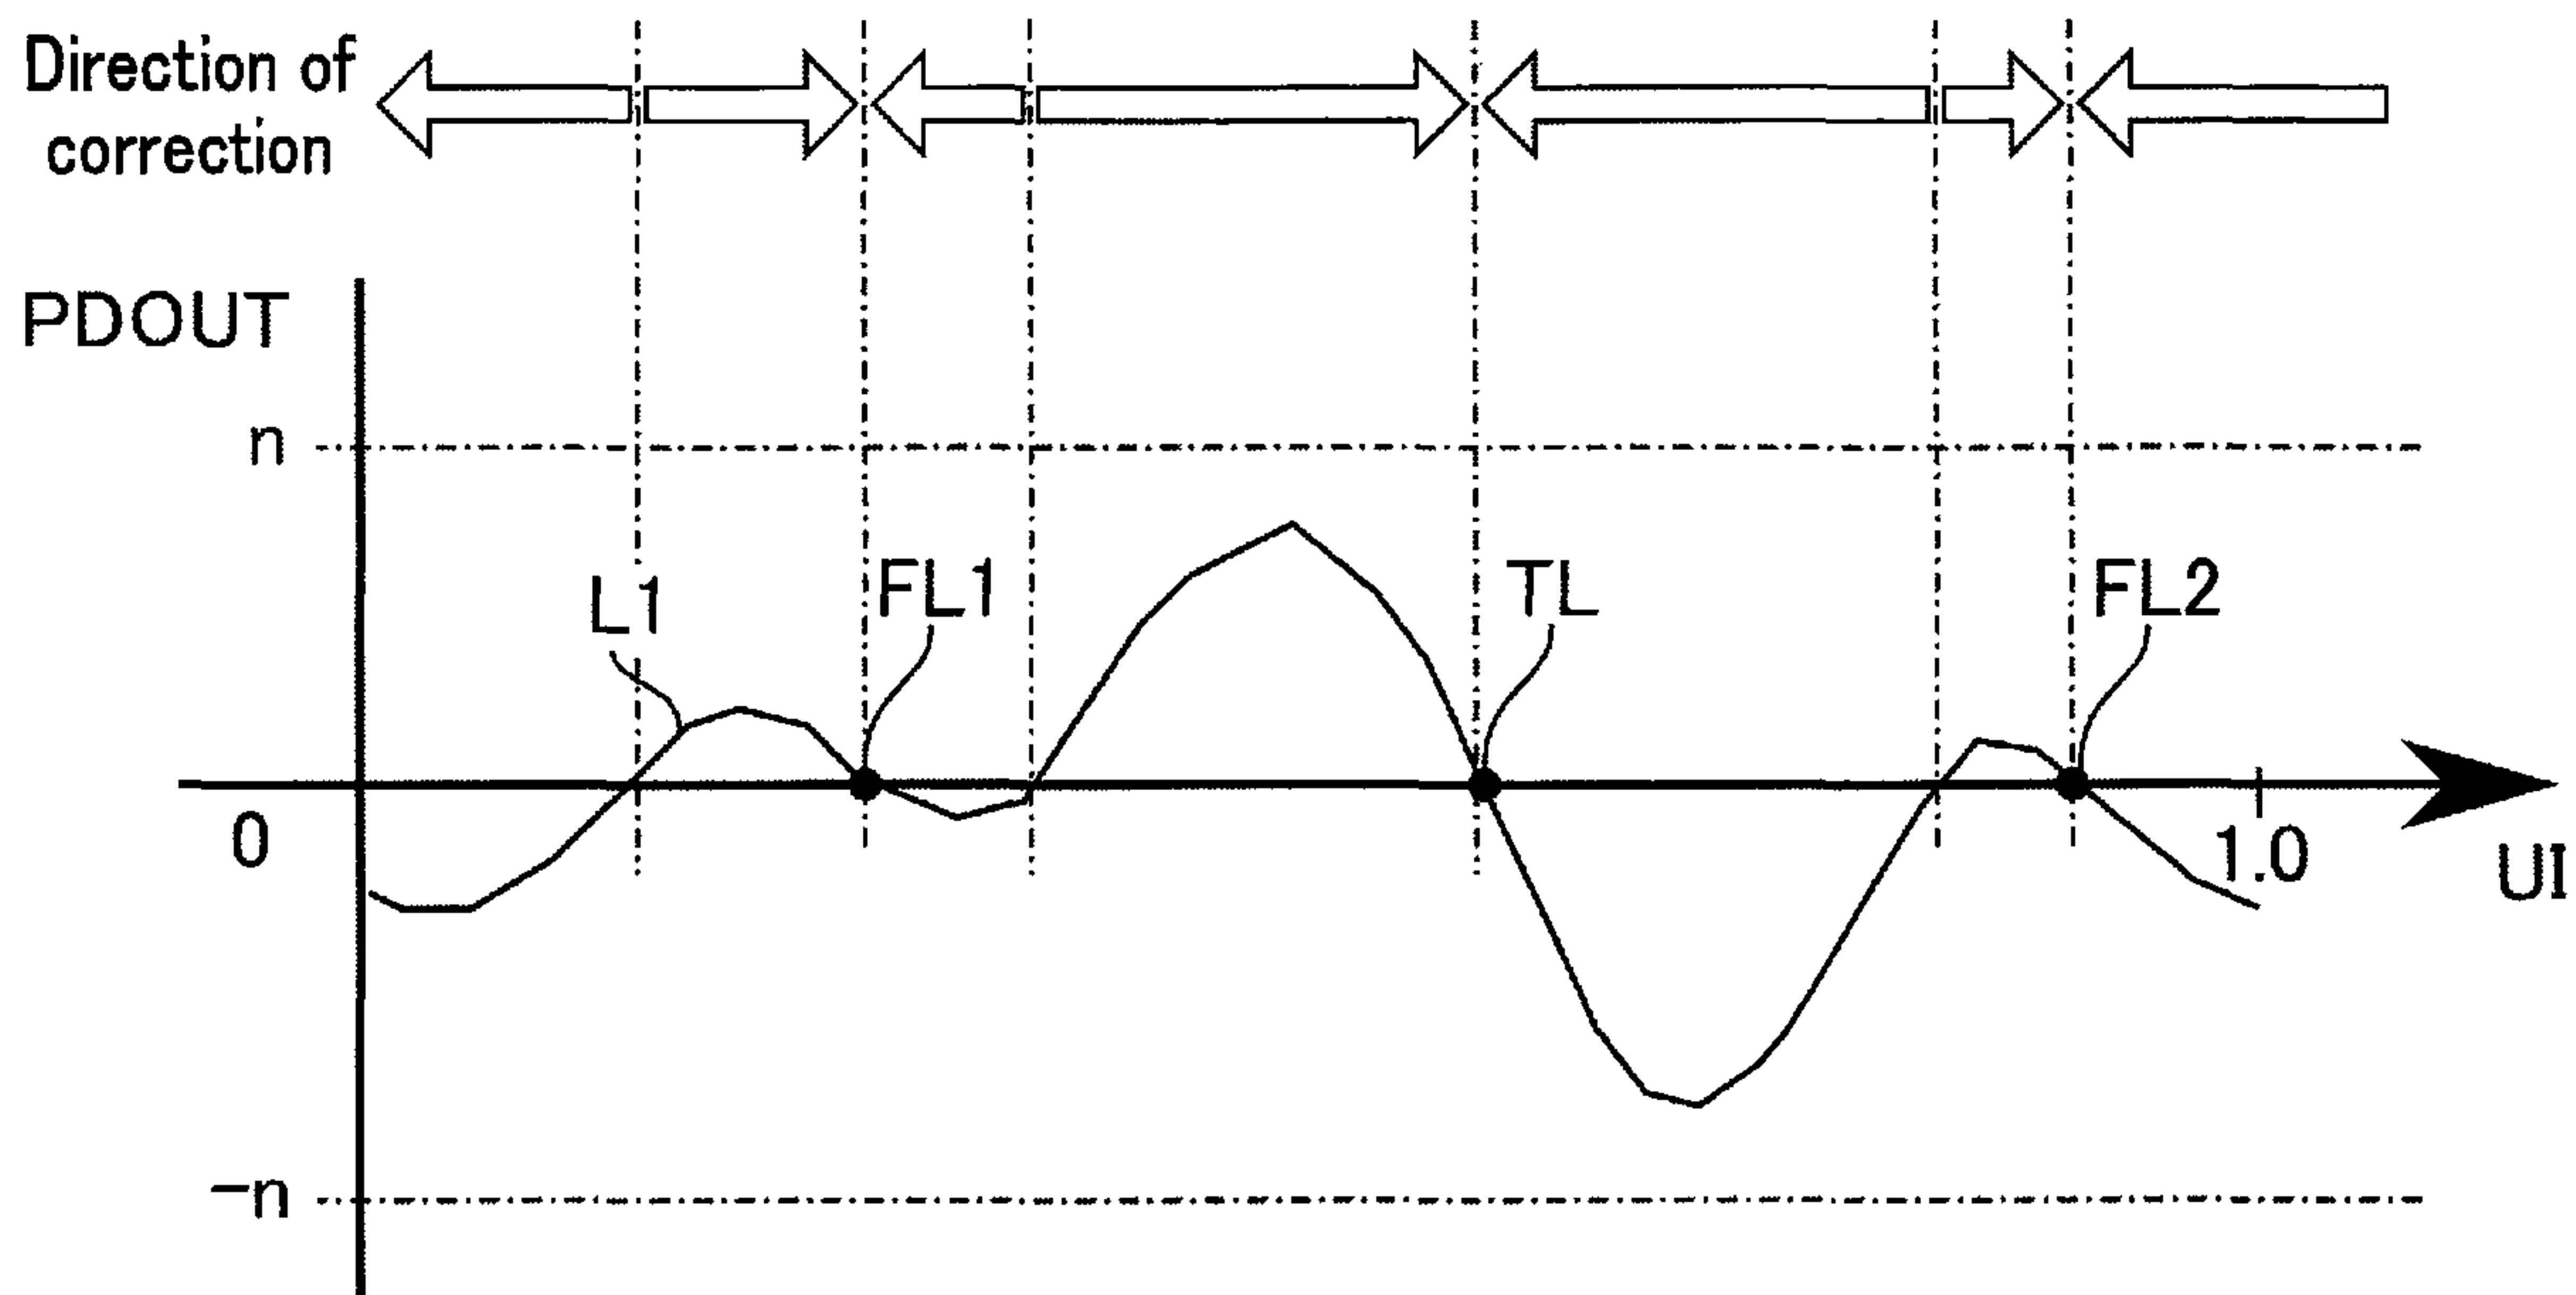 Direction of
correction
PDOUT
n
L1
FL1
TL
FL2
0
1.0
UI
-n